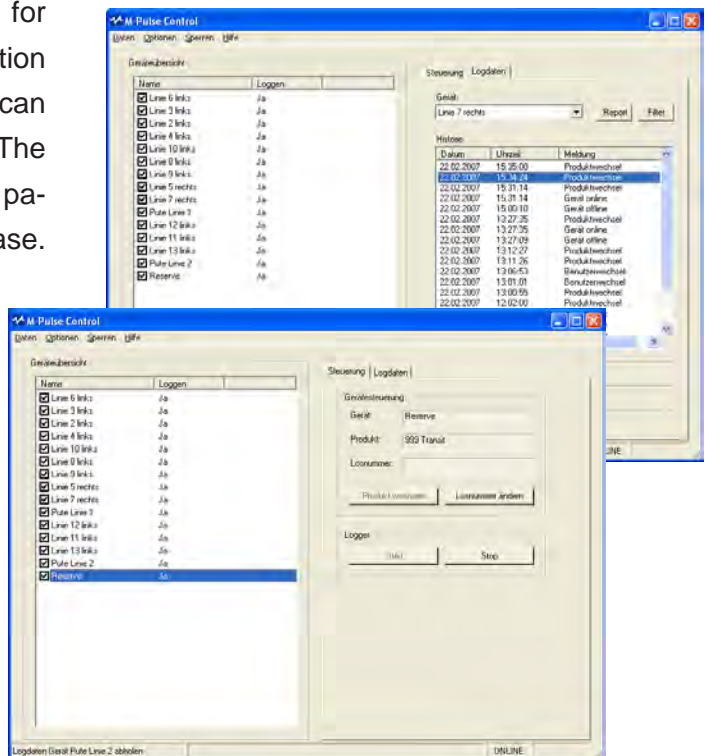 for
tion
can
The
pa-
ase.
M-Pulse Control
Daten Optionen Sperren Hilfe
Geräteübersicht
Name Loggen
Linie 6 links Ja
Linie 3 links Ja
Linie 2 links Ja
Linie 4 links Ja
Linie 10 links Ja
Linie 8 links Ja
Linie 9 links Ja
Linie 5 rechts Ja
Linie 7 rechts Ja
Pute Linie 1 Ja
Linie 12 links Ja
Linie 11 links Ja
Linie 13 links Ja
Pute Linie 2 Ja
Reserve Ja
Steuerung Logdaten
Gerät:
Linie 7 rechts Report Filter
Historie
Datum Uhrzeit Meldung
22.02.2007 15:35:00 Produktwechsel
22.02.2007 15:34:24 Produktwechsel
22.02.2007 15:31:14 Produktwechsel
22.02.2007 15:31:14 Gerät online
22.02.2007 15:00:10 Gerät offline
22.02.2007 13:27:35 Produktwechsel
22.02.2007 13:27:35 Gerät online
22.02.2007 13:27:09 Gerät offline
22.02.2007 13:12:27 Produktwechsel
22.02.2007 13:11:26 Produktwechsel
22.02.2007 13:06:53 Benutzerwechsel
22.02.2007 13:01:01 Benutzerwechsel
22.02.2007 13:00:55 Produktwechsel
22.02.2007 12:02:00 Produktwechsel
INE
M-Pulse Control
Daten Optionen Sperren Hilfe
Geräteübersicht
Name Loggen
Linie 6 links Ja
Linie 3 links Ja
Linie 2 links Ja
Linie 4 links Ja
Linie 10 links Ja
Linie 8 links Ja
Linie 9 links Ja
Linie 5 rechts Ja
Linie 7 rechts Ja
Pute Linie 1 Ja
Linie 12 links Ja
Linie 11 links Ja
Linie 13 links Ja
Pute Linie 2 Ja
Reserve Ja
Steuerung Logdaten
Gerätesteuerung
Gerät: Reserve
Produkt: 999 Transit
Losnummer:
Produkt wechseln Losnummer ändern
Logger
Start Stop
Logdaten Gerät Pute Linie 2 abholen ONLINE